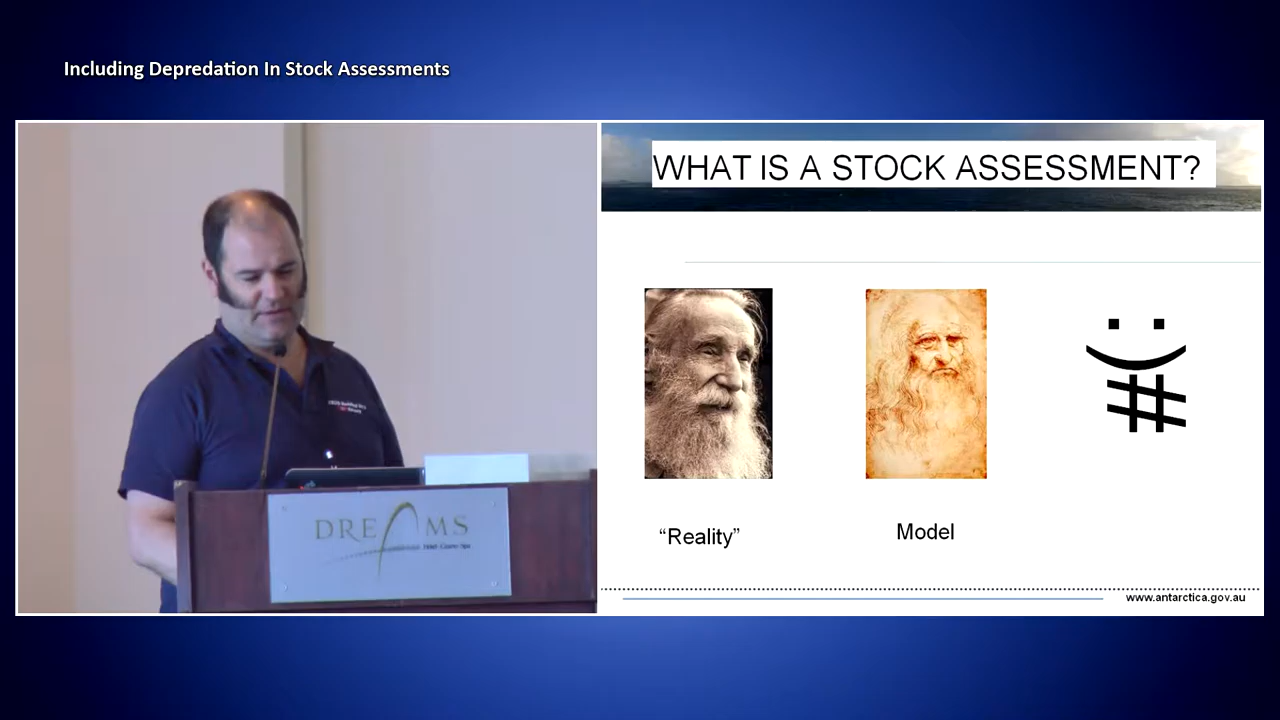 Including Depredation In Stock Assessments
WHAT IS A STOCK ASSESSMENT?
“Reality”
Model
www.antarctica.gov.au
DREAMS